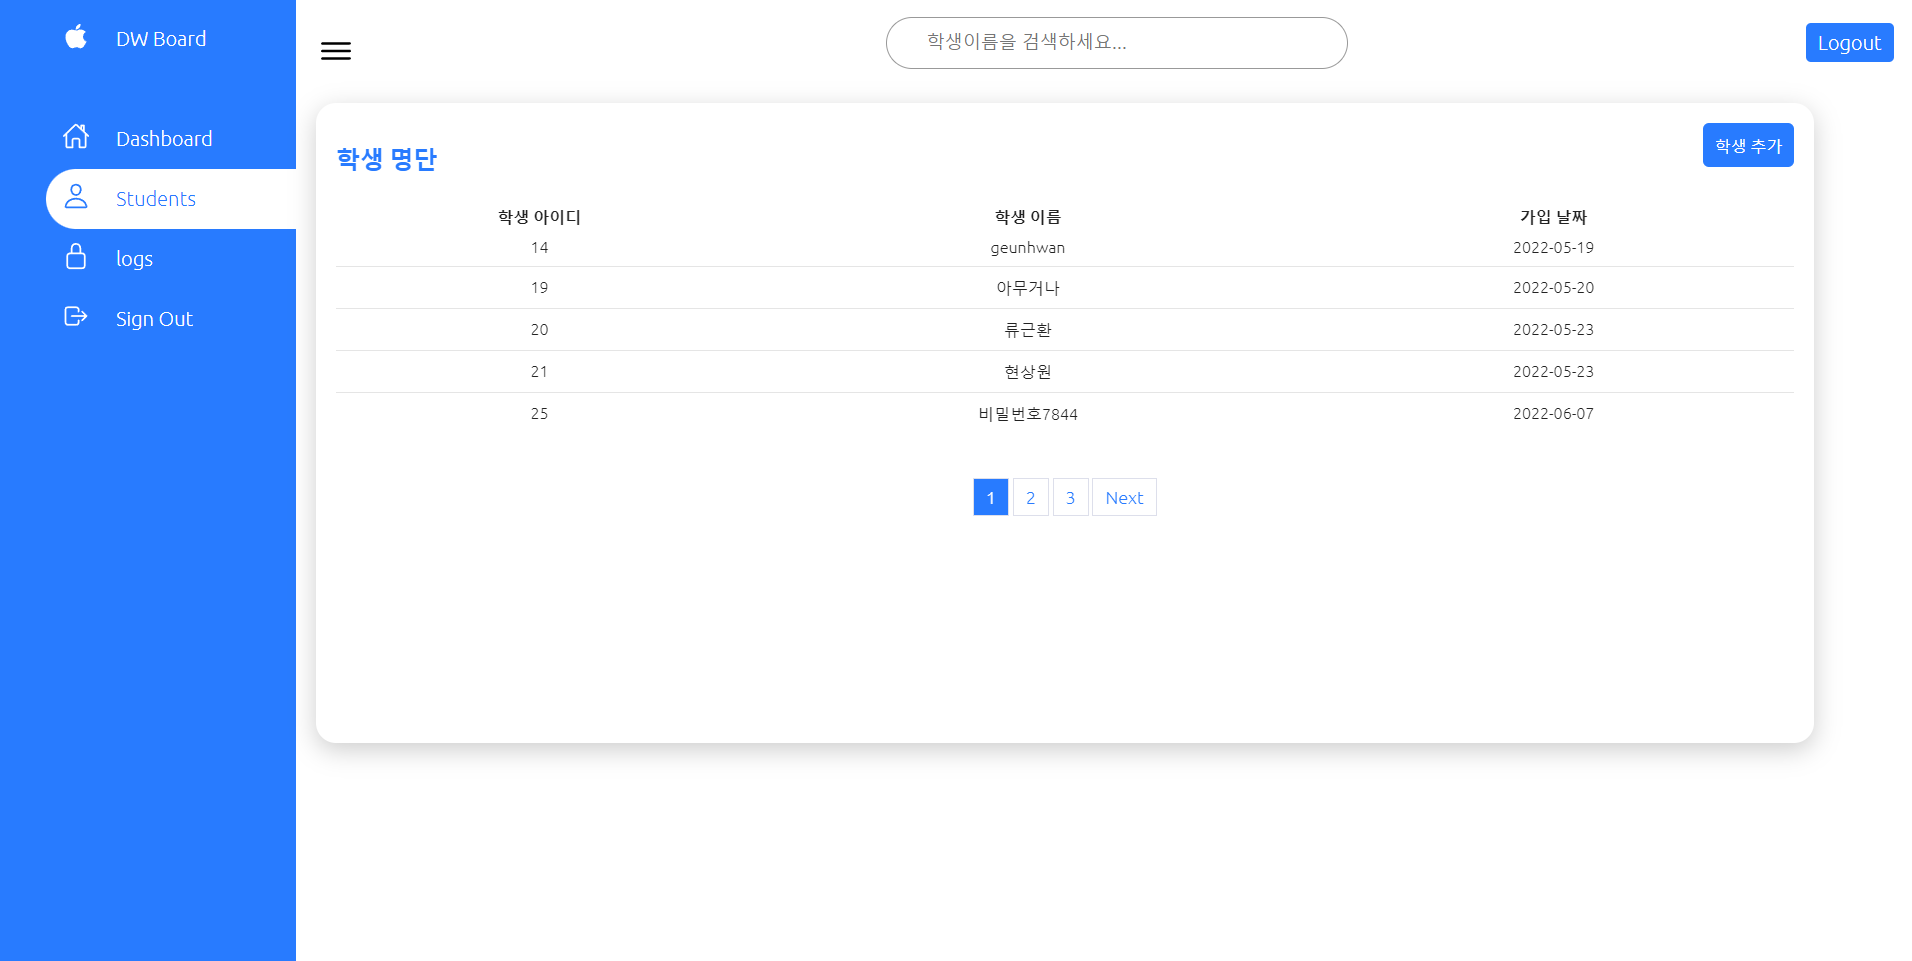 DW Board
Dashboard
Students
logs
Sign Out
학생이름을 검색하세요...
Logout
학생 명단
학생 추가
학생 아이디 학생 이름 가입 날짜
14 geunhwan 2022-05-19
19 아무거나 2022-05-20
20 류근환 2022-05-23
21 현상원 2022-05-23
25 비밀번호7844 2022-06-07
1 2 3 Next